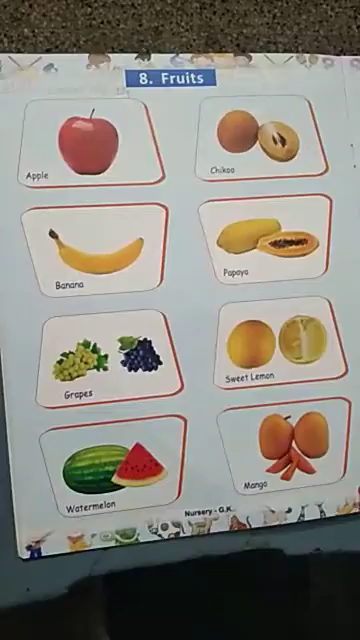 8. Fruits
Apple
Chikoo
Banana
Papaya
Grapes
Sweet Lemon
Watermelon
Mango
Nursery - G.K.